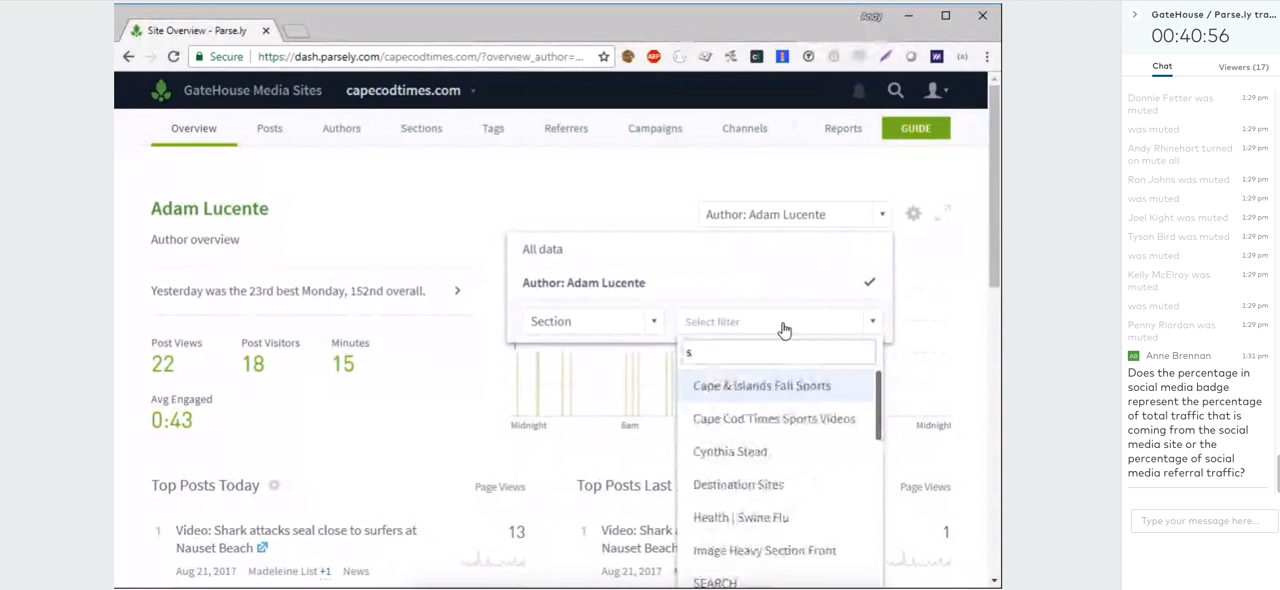 Andy
Site Overview - Parse.ly
Secure
https://dash.parsely.com/capecodtimes.com/?overview_author=...
GateHouse Media Sites
capecodtimes.com
Overview
Posts
Authors
Sections
Tags
Referrers
Campaigns
Channels
Reports
GUIDE
Adam Lucente
Author: Adam Lucente
Author overview
All data
Author: Adam Lucente
Yesterday was the 23rd best Monday, 152nd overall.
Section
Select filter
s
Post Views
Post Visitors
Minutes
22
18
15
Avg Engaged
0:43
Cape & Islands Fall Sports
Cape Cod Times Sports Videos
Cynthia Stead
Destination Sites
Health | Swine Flu
Image Heavy Section Front
SEARCH
Midnight
6am
Midnight
Top Posts Today
Page Views
Top Posts Last
Page Views
1
Video: Shark attacks seal close to surfers at
Nauset Beach
13
Aug 21, 2017
Madeleine List +1
News
1
Video: Shark
Nauset Beach
1
Aug 21, 2017
GateHouse / Parse.ly tra...
00:40:56
Chat
Viewers (17)
Donnie Fetter was
muted
1:29 pm
was muted
1:29 pm
Andy Rhinehart turned
on mute all
1:29 pm
Ron Johns was muted
1:29 pm
was muted
1:29 pm
Joel Kight was muted
1:29 pm
Tyson Bird was muted
1:29 pm
was muted
1:29 pm
Kelly McElroy was
muted
1:29 pm
was muted
1:29 pm
Penny Riordan was
muted
1:29 pm
AB
Anne Brennan
1:31 pm
Does the percentage in
social media badge
represent the percentage
of total traffic that is
coming from the social
media site or the
percentage of social
media referral traffic?
Type your message here...